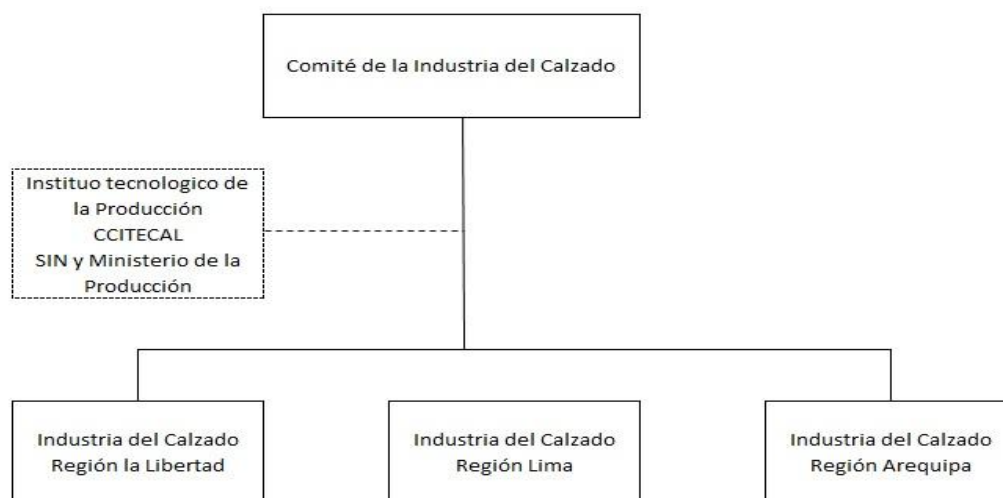 Comité de la Industria del Calzado
Instituo tecnologico de
la Producción
CCITECAL
SIN y Ministerio de la
Producción
Industria del Calzado
Región la Libertad
Industria del Calzado
Región Lima
Industria del Calzado
Región Arequipa